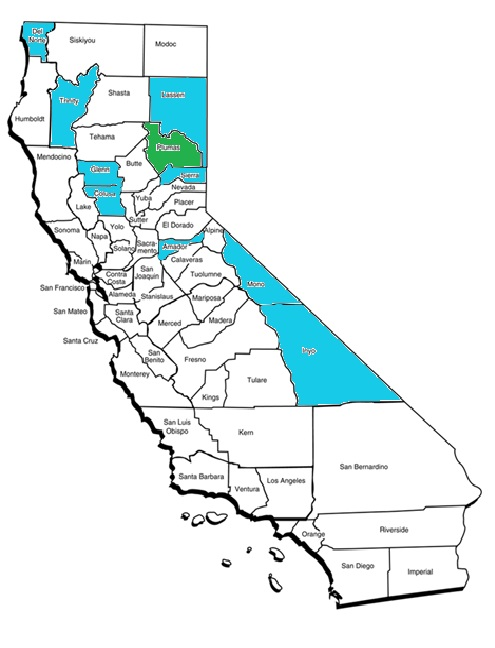 Del
Norte
Siskiyou
Modoc
Trinity
Shasta
Lassen
Humboldt
Tehama
Plumas
Mendocino
Glenn
Butte
Sierra
Nevada
Colusa
Yuba
Placer
Lake
Sutter
Yolo
El Dorado
Sonoma
Napa
Alpine
Sacra-
mento
Amador
Solano
Calaveras
Marin
San
Joaquin
Contra
Costa
Tuolumne
Mono
San Francisco
Alameda
Stanislaus
Mariposa
San Mateo
Santa
Clara
Merced
Madera
Santa Cruz
San
Benito
Fresno
Inyo
Monterey
Kings
Tulare
San Luis
Obispo
Kern
San Bernardino
Santa Barbara
Ventura
Los Angeles
Orange
Riverside
San Diego
Imperial